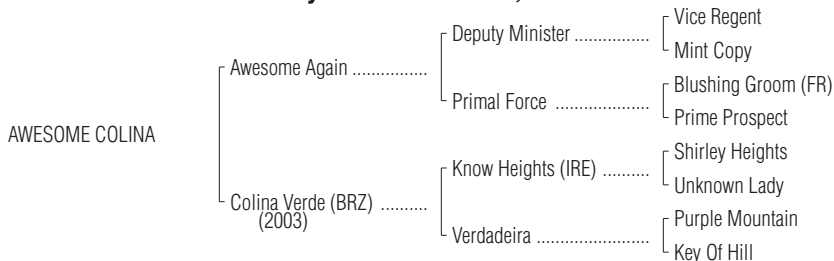 Vice Regent
Deputy Minister ................
Mint Copy
Awesome Again ................
Blushing Groom (FR)
Primal Force ....................
Prime Prospect
AWESOME COLINA
Shirley Heights
Know Heights (IRE) ..........
Unknown Lady
Colina Verde (BRZ) ..........
(2003)
Purple Mountain
Verdadeira ........................
Key Of Hill